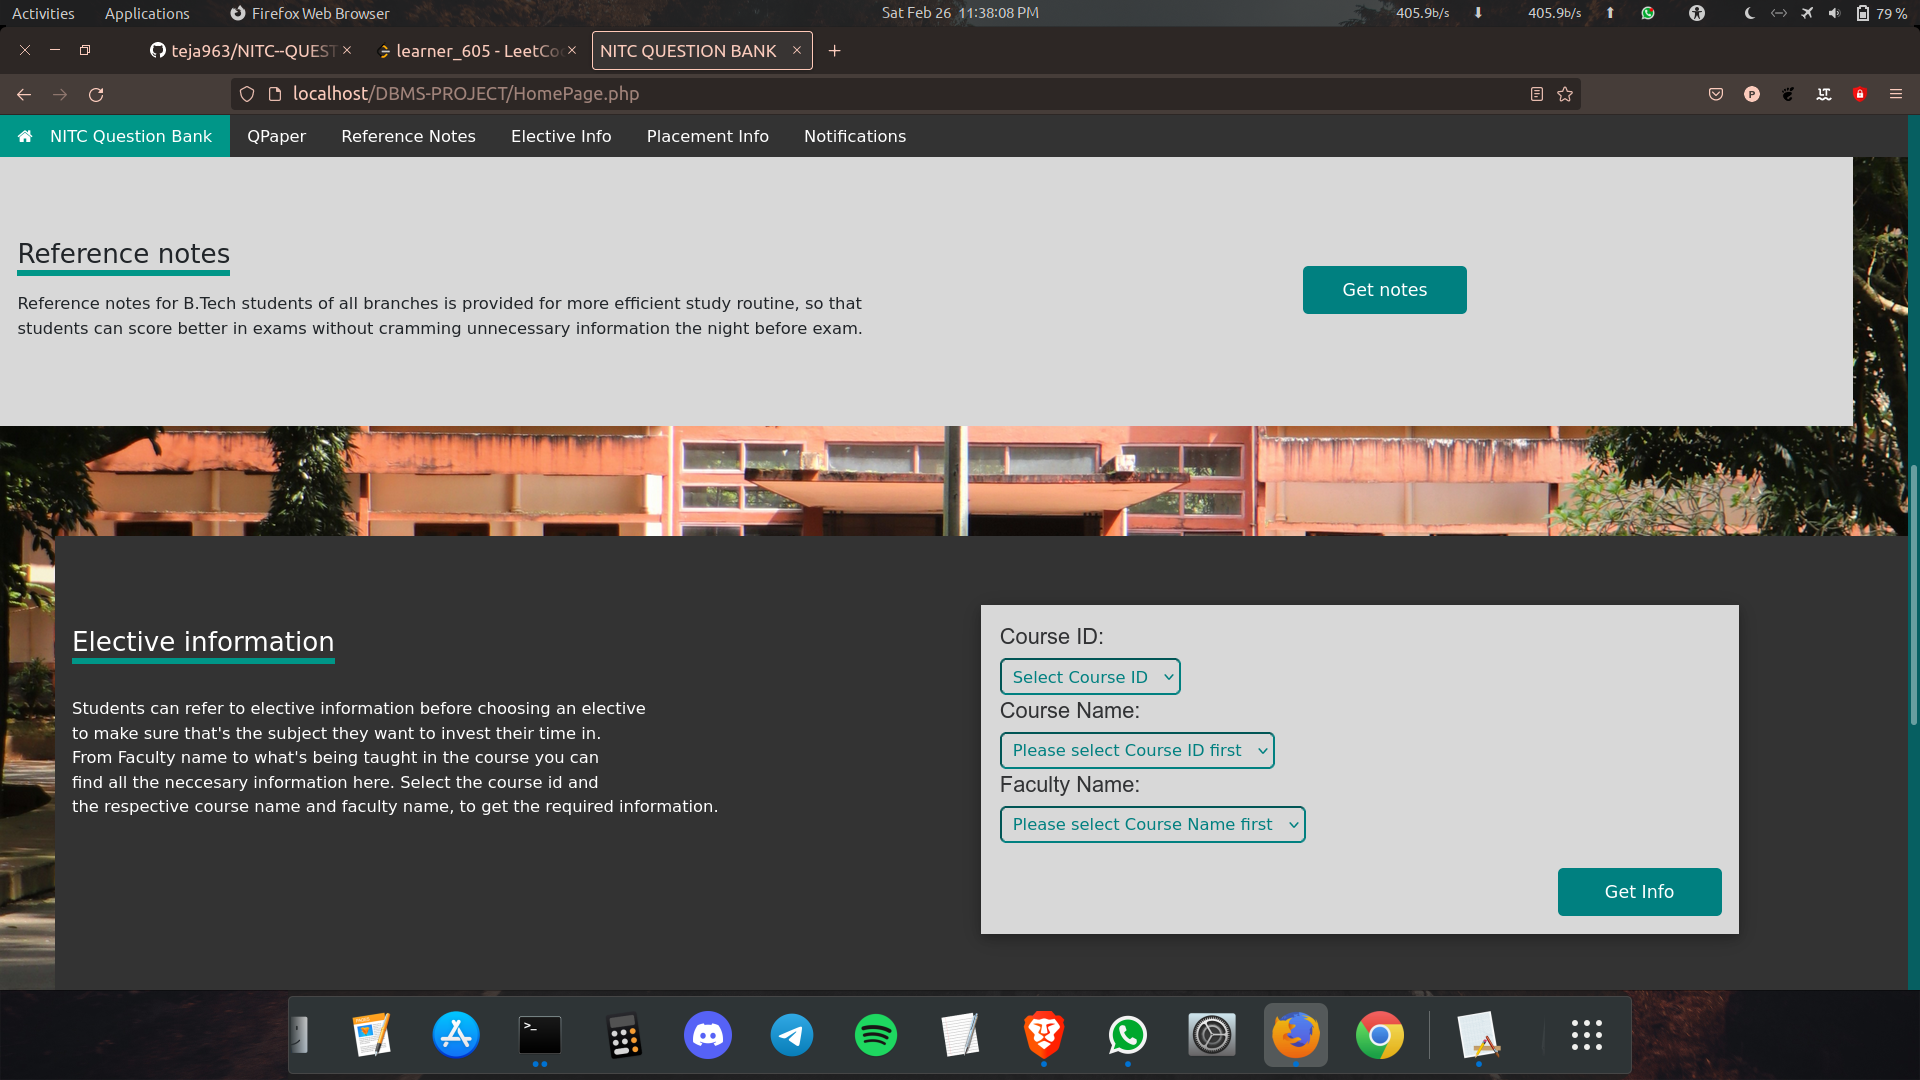 Activities Applications Firefox Web Browser Sat Feb 26 11:38:08 PM 405.9b/s 405.9b/s 79 %
teja963/NITC--QUEST learner_605 - LeetCo NITC QUESTION BANK
localhost/DBMS-PROJECT/HomePage.php
NITC Question Bank QPaper Reference Notes Elective Info Placement Info Notifications
Reference notes
Reference notes for B.Tech students of all branches is provided for more efficient study routine, so that
students can score better in exams without cramming unnecessary information the night before exam.
Get notes
Elective information
Students can refer to elective information before choosing an elective
to make sure that's the subject they want to invest their time in.
From Faculty name to what's being taught in the course you can
find all the neccesary information here. Select the course id and
the respective course name and faculty name, to get the required information.
Course ID:
Select Course ID
Course Name:
Please select Course ID first
Faculty Name:
Please select Course Name first
Get Info